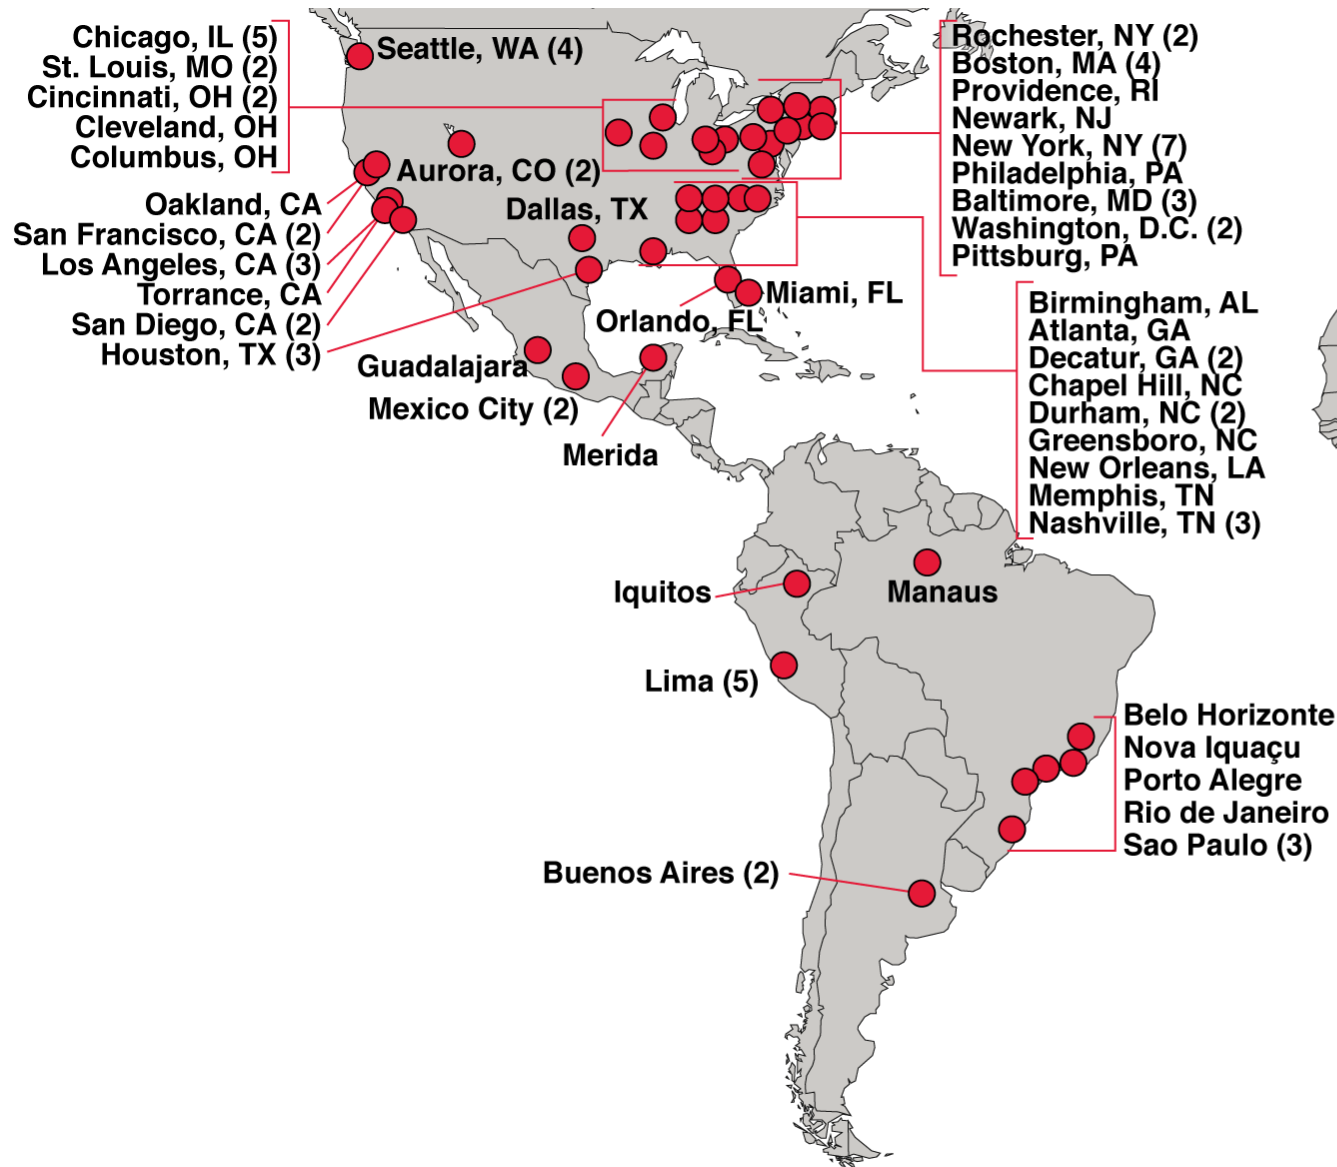 Chicago, IL (5)
St. Louis, MO (2)
Cincinnati, OH (2)
Cleveland, OH
Columbus, OH
Seattle, WA (4)
Rochester, NY (2)
Boston, MA (4)
Providence, RI
Newark, NJ
New York, NY (7)
Philadelphia, PA
Baltimore, MD (3)
Washington, D.C. (2)
Pittsburg, PA
Aurora, CO (2)
Dallas, TX
Oakland, CA
San Francisco, CA (2)
Los Angeles, CA (3)
Torrance, CA
San Diego, CA (2)
Houston, TX (3)
Miami, FL
Orlando, FL
Birmingham, AL
Atlanta, GA
Decatur, GA (2)
Chapel Hill, NC
Durham, NC (2)
Greensboro, NC
New Orleans, LA
Memphis, TN
Nashville, TN (3)
Guadalajara
Mexico City (2)
Merida
Iquitos
Manaus
Lima (5)
Belo Horizonte
Nova Iquaçu
Porto Alegre
Rio de Janeiro
Sao Paulo (3)
Buenos Aires (2)